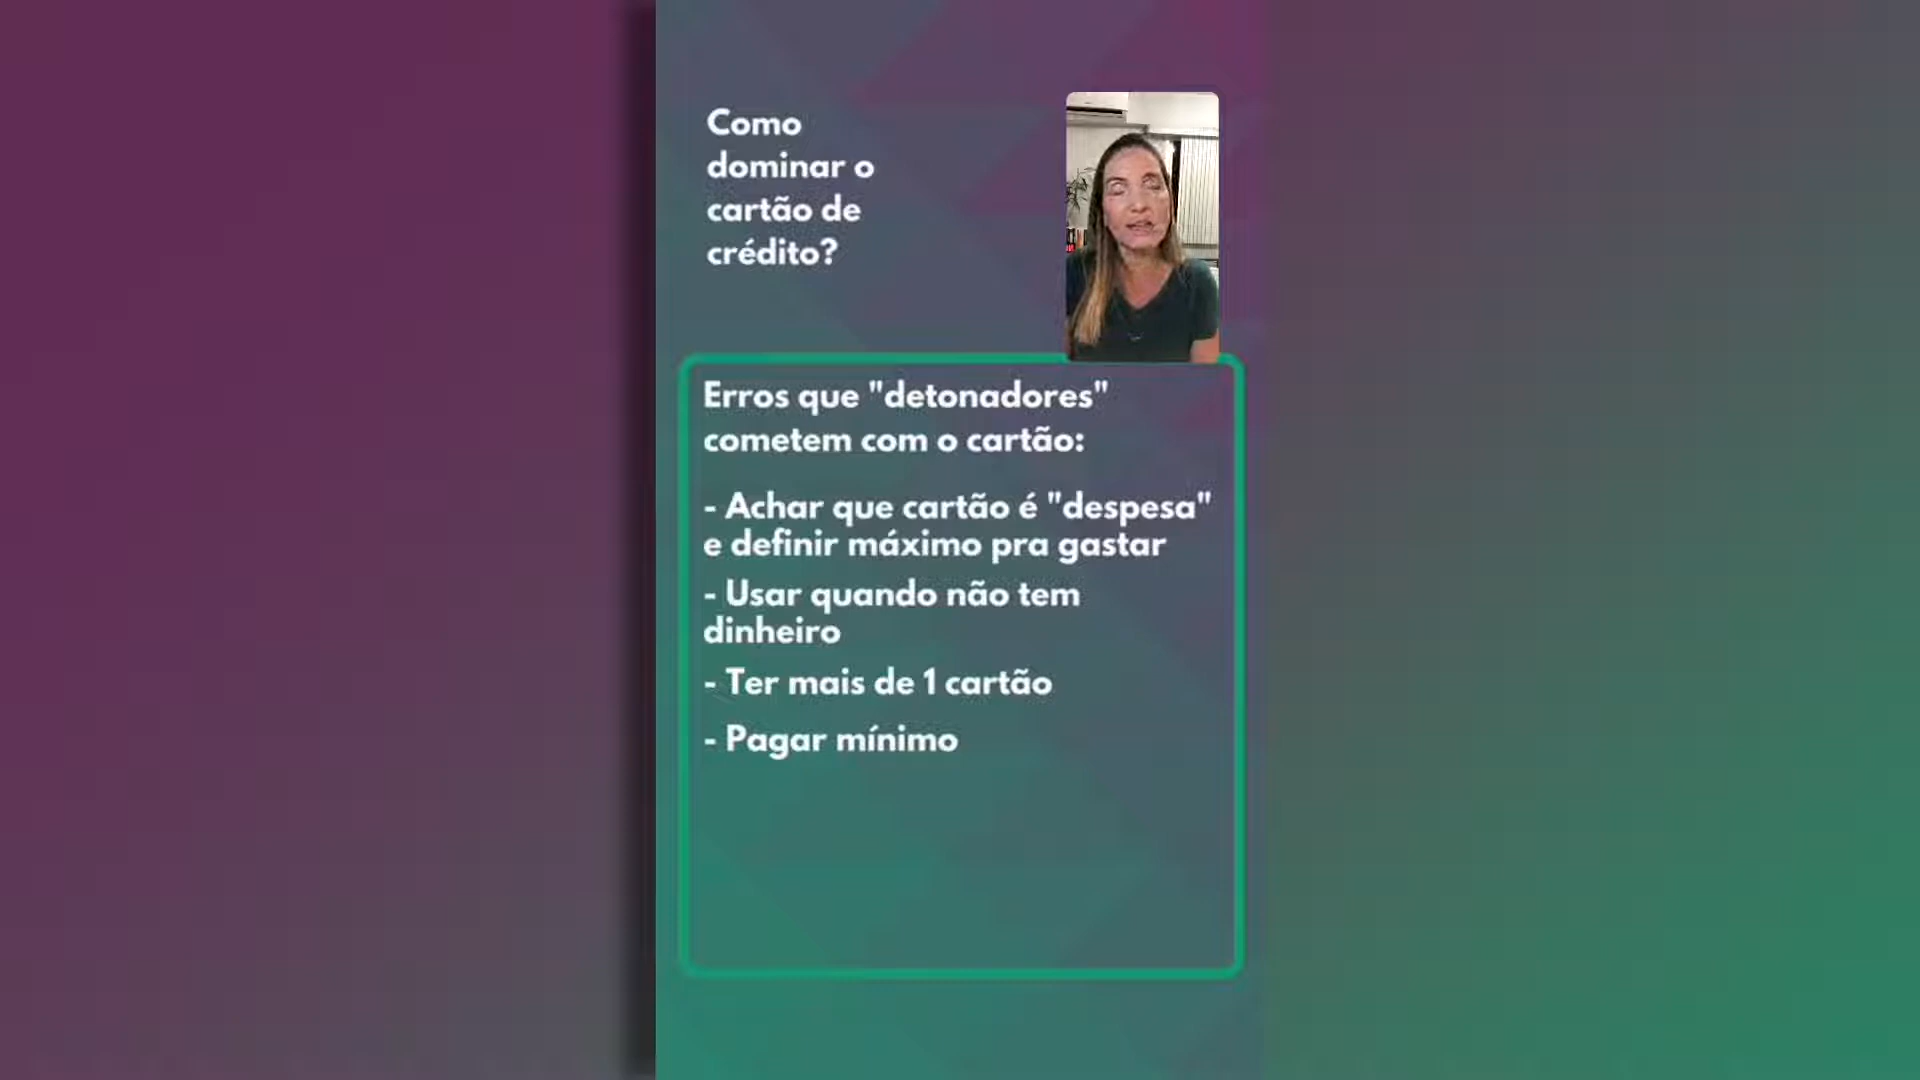 Como
dominar o
cartão de
crédito?
Erros que "detonadores"
cometem com o cartão:
- Achar que cartão é "despesa"
e definir máximo pra gastar
- Usar quando não tem
dinheiro
- Ter mais de 1 cartão
- Pagar mínimo